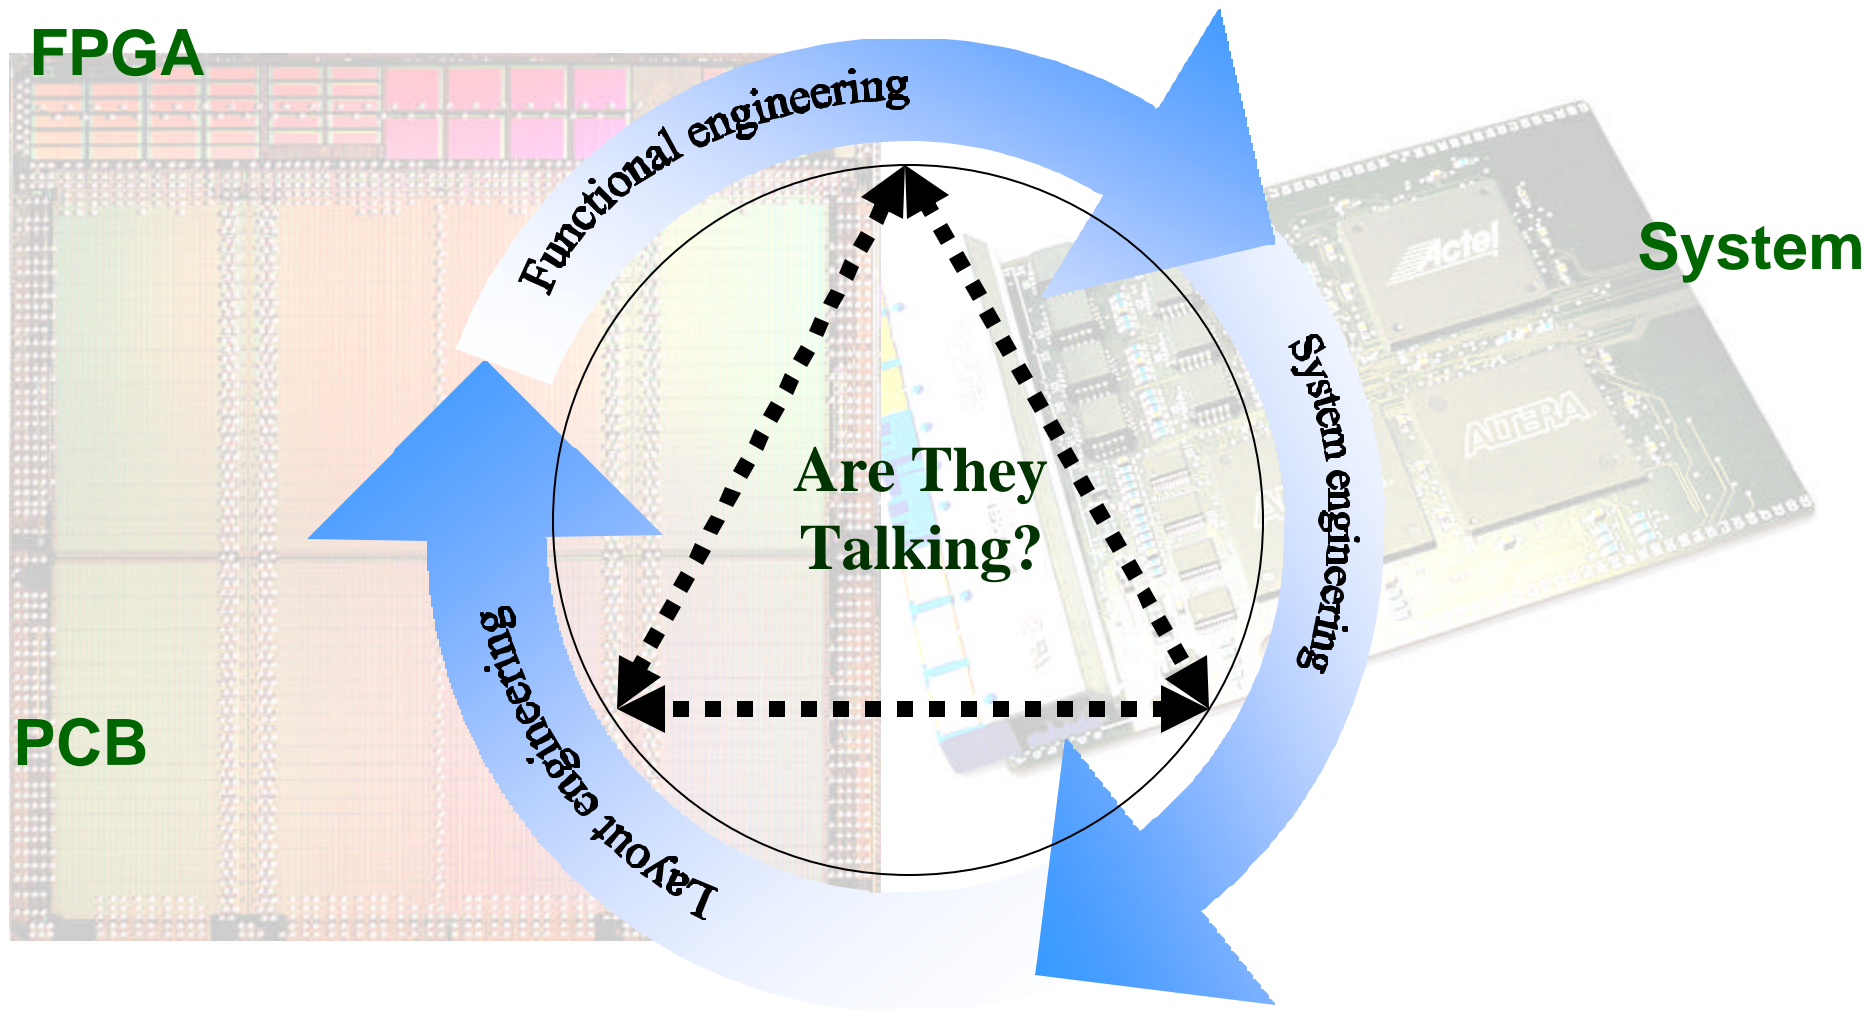 FPGA
Functional engineering
Actel
System
System engineering
ALTERA
Are They
Talking?
Layout engineering
PCB